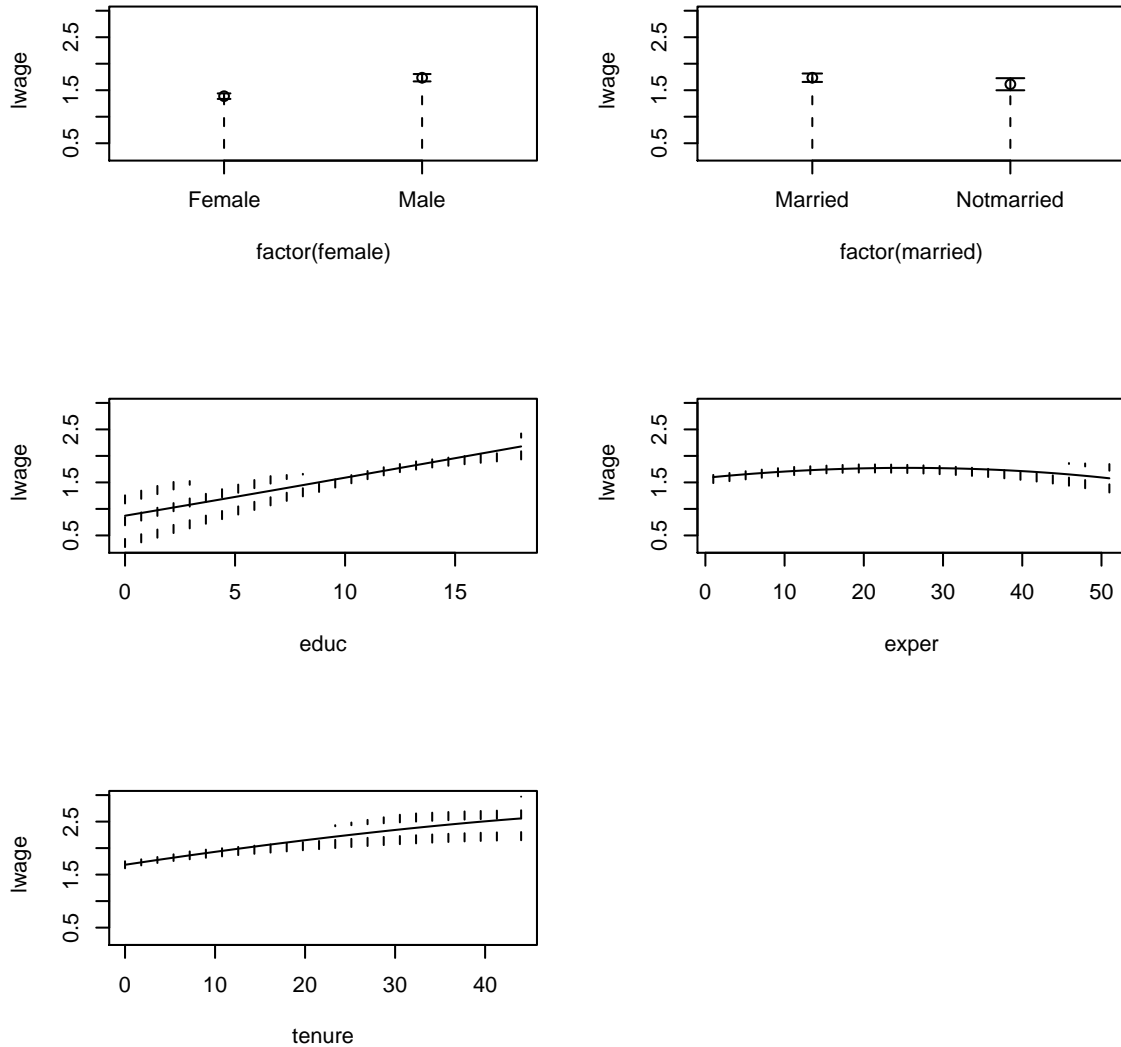 lwage
0.5 1.5 2.5
Female Male
factor(female)
lwage
0.5 1.5 2.5
Married Notmarried
factor(married)
lwage
0.5 1.5 2.5
0 5 10 15
educ
lwage
0.5 1.5 2.5
0 10 20 30 40 50
exper
lwage
0.5 1.5 2.5
0 10 20 30 40
tenure